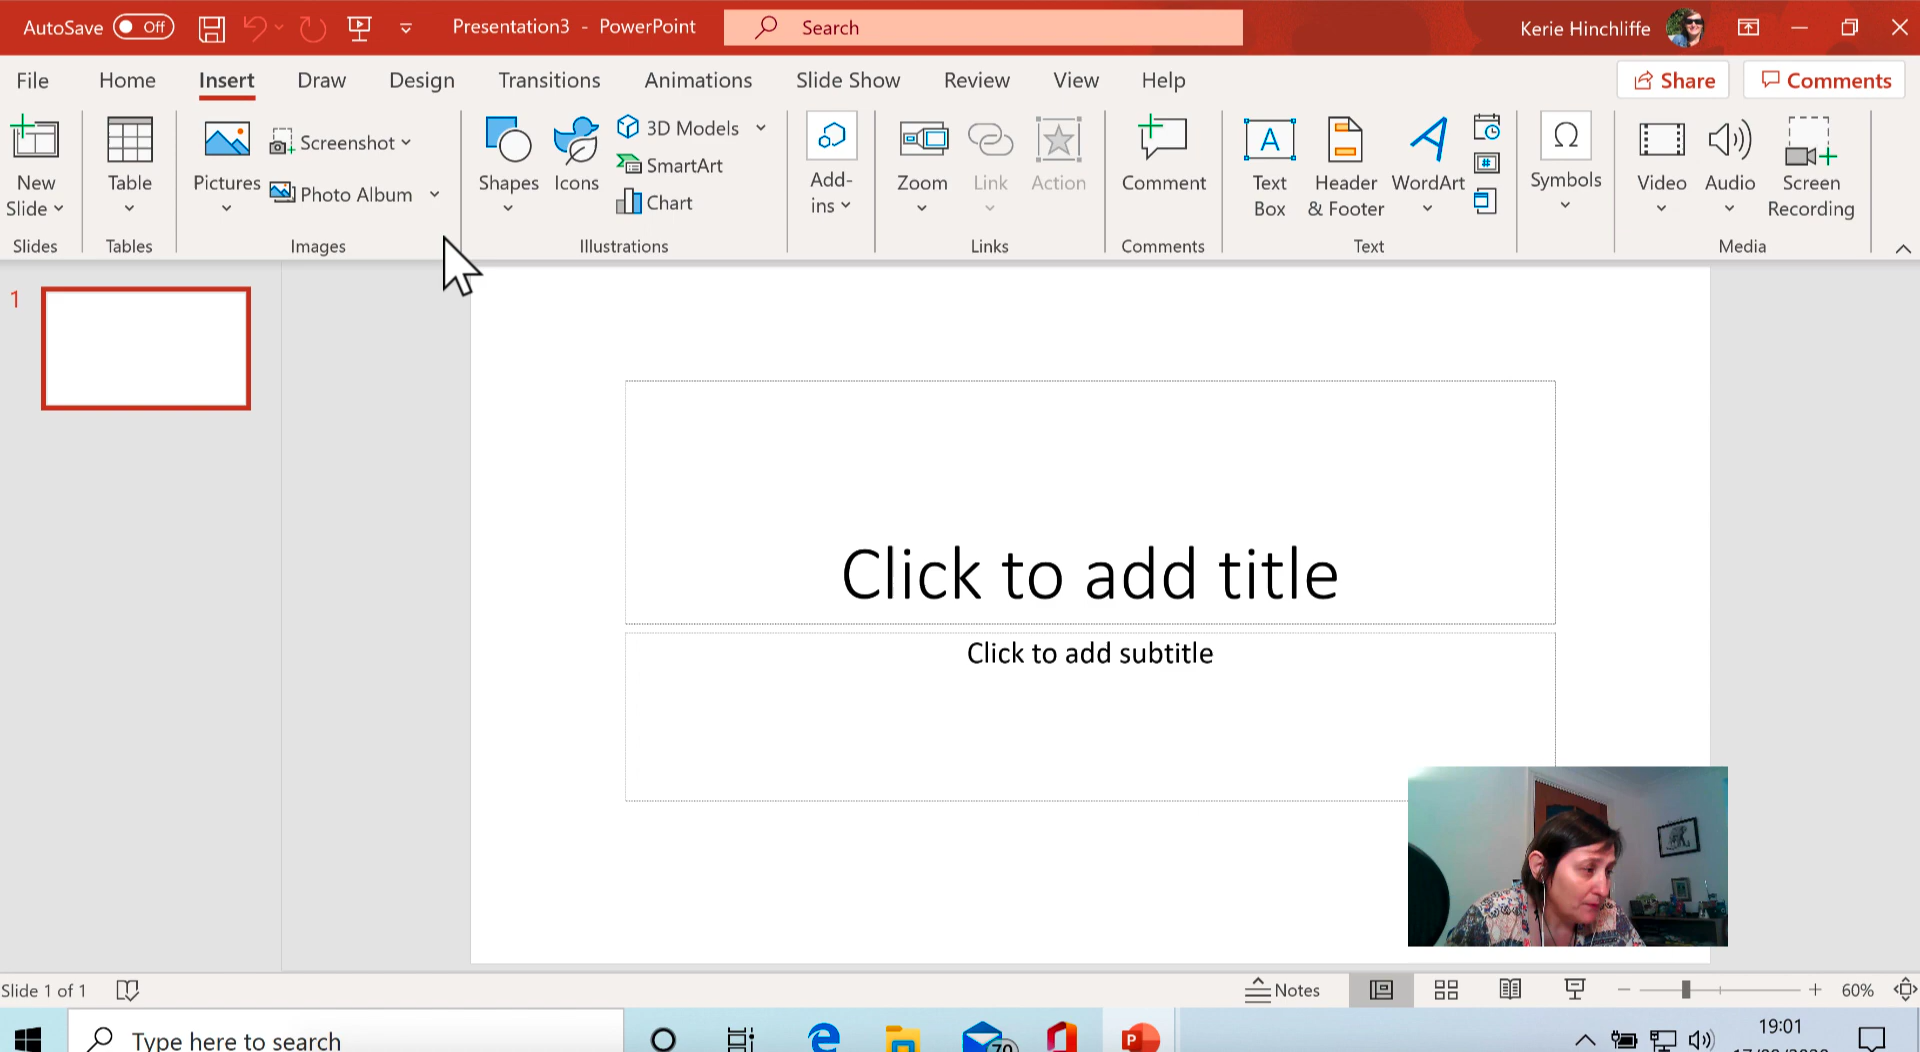 AutoSave Off Presentation3 - PowerPoint Search Kerie Hinchliffe
File Home Insert Draw Design Transitions Animations Slide Show Review View Help Share Comments
New Slide
Table
Pictures
Screenshot
Photo Album
Shapes
Icons
3D Models
SmartArt
Chart
Add-ins
Zoom
Link
Action
Comment
Text Box
Header & Footer
WordArt
Symbols
Video
Audio
Screen Recording
Slides Tables Images Illustrations Links Comments Text Media
1
Click to add title
Click to add subtitle
Slide 1 of 1 Notes 60%
Type here to search 70 19:01